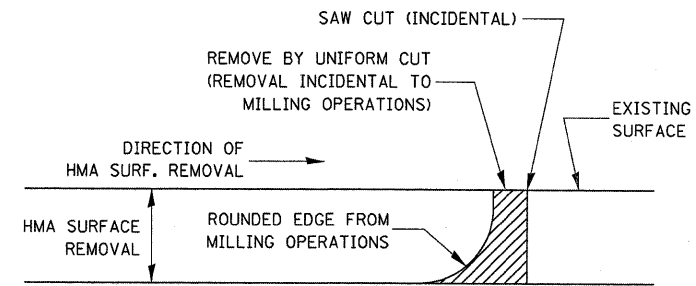 SAW CUT (INCIDENTAL)
REMOVE BY UNIFORM CUT
(REMOVAL INCIDENTAL TO
MILLING OPERATIONS)
EXISTING
SURFACE
DIRECTION OF
HMA SURF. REMOVAL
HMA SURFACE
REMOVAL
ROUNDED EDGE FROM
MILLING OPERATIONS